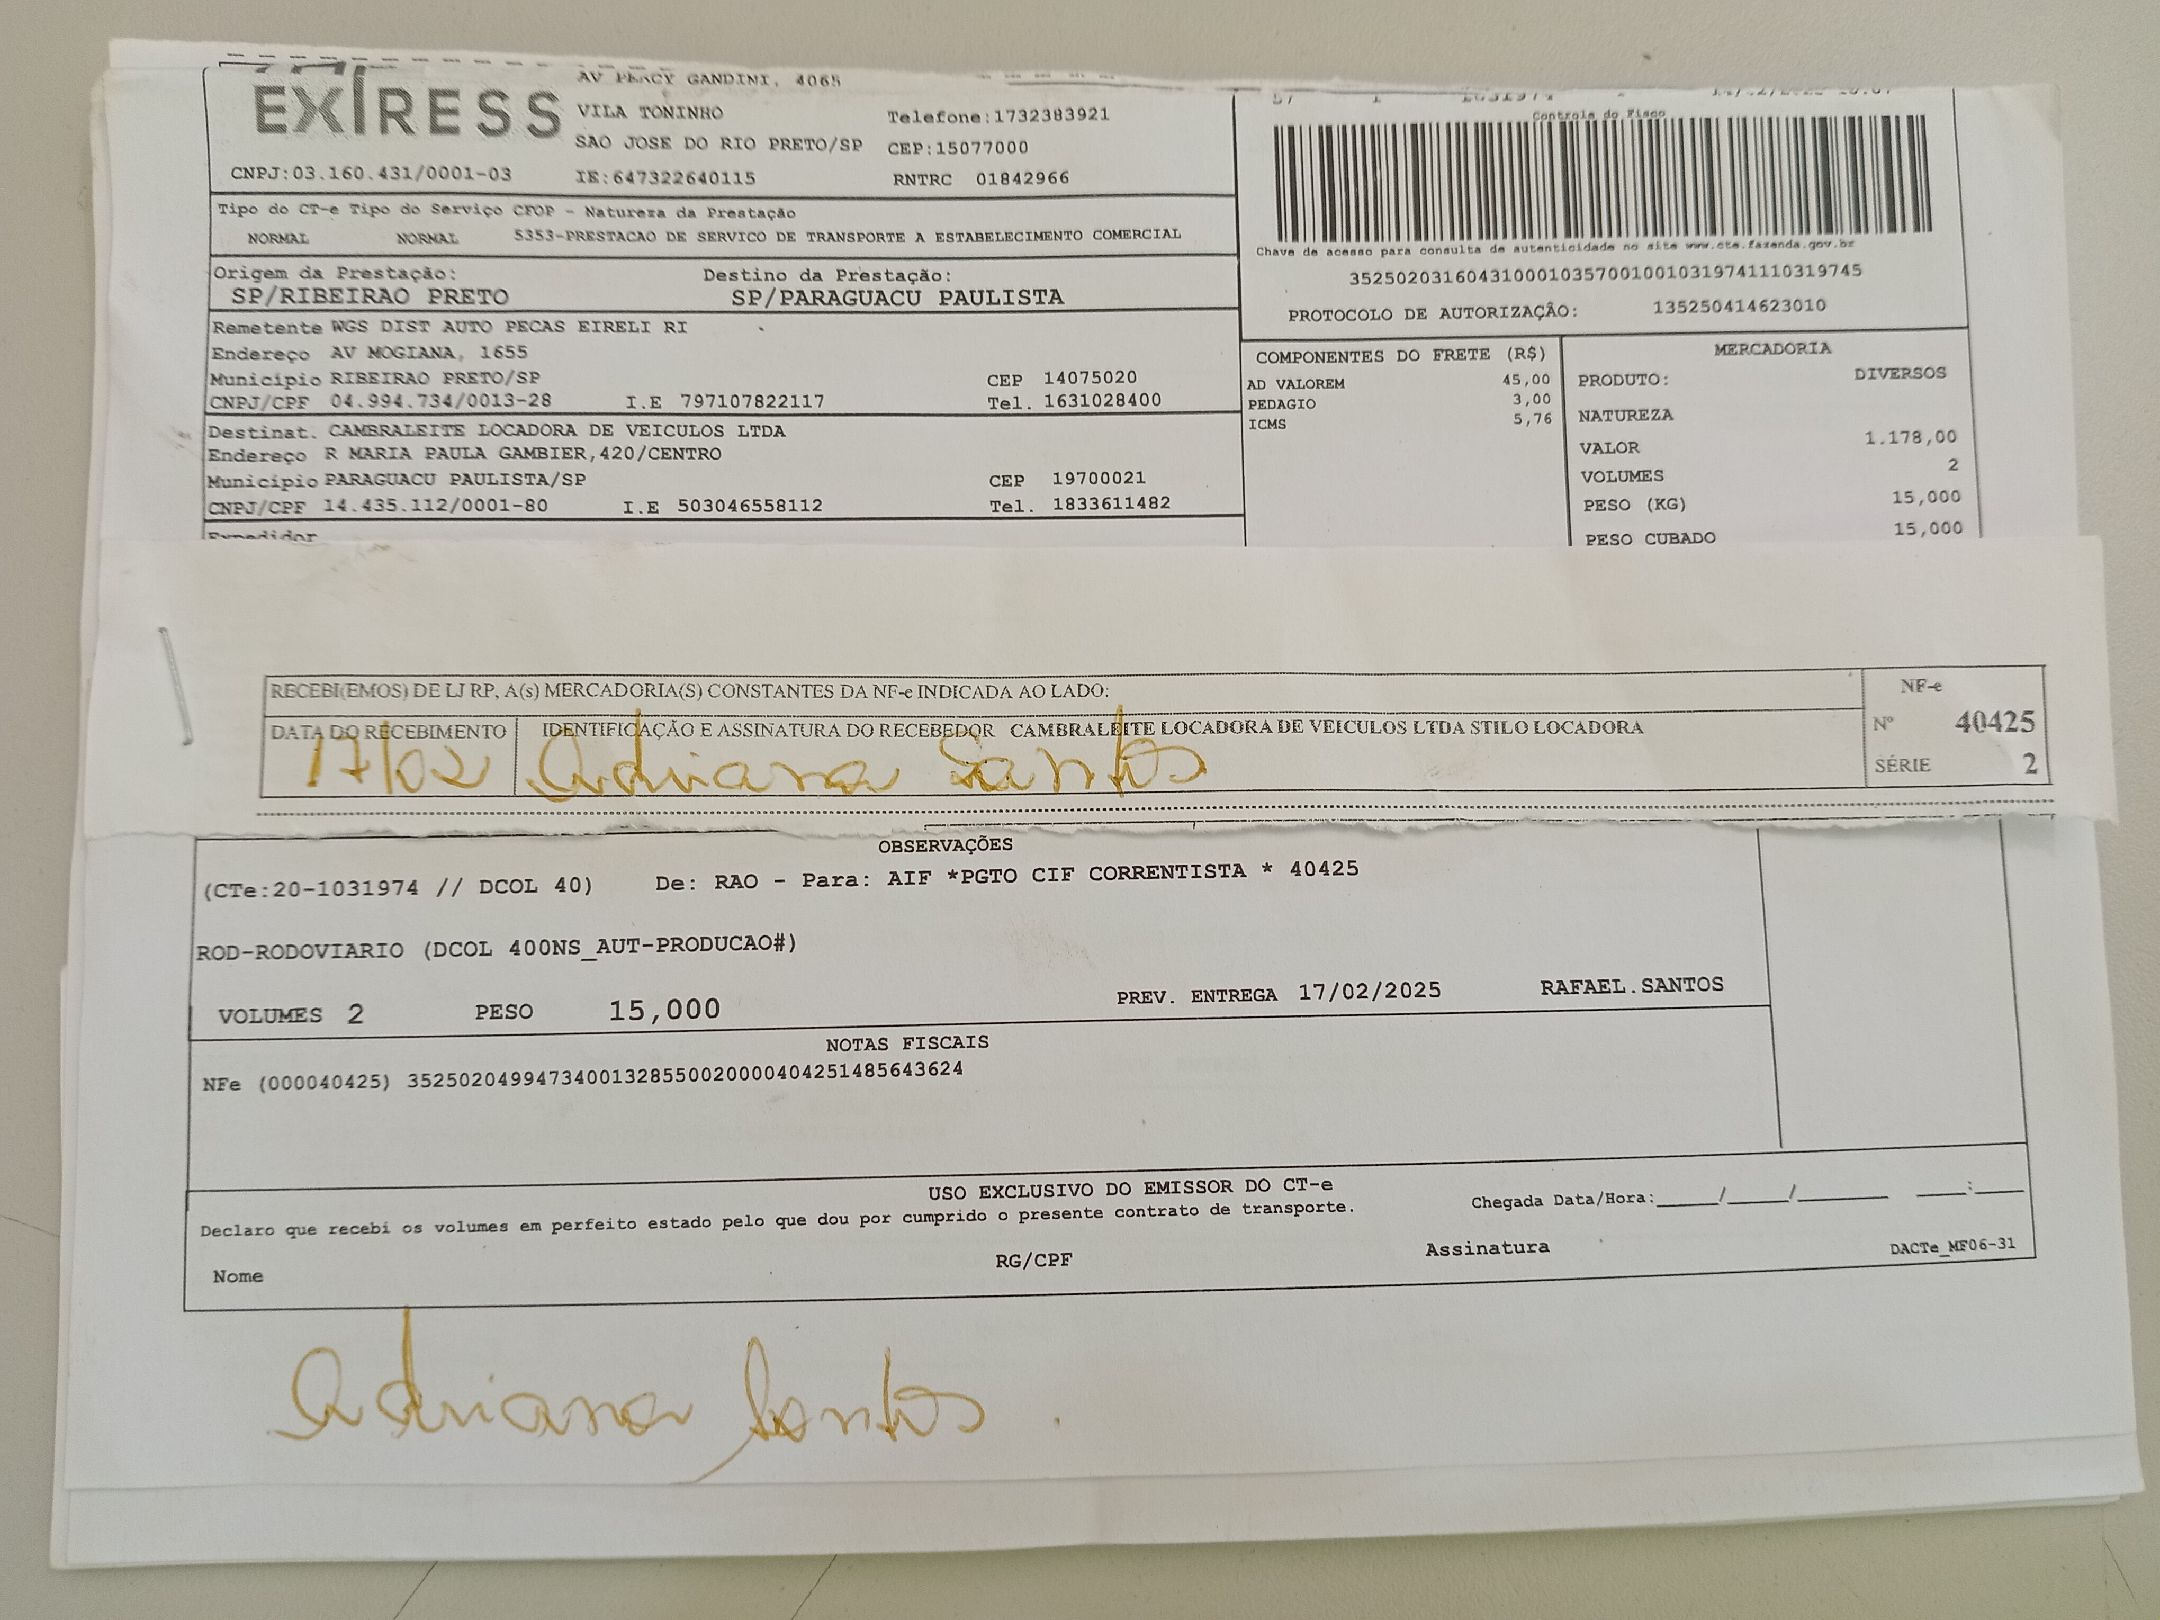 EXPRESS
AV PERCY GANDINI, 4065
VILA TONINHO
Telefone:1732383921
SAO JOSE DO RIO PRETO/SP CEP:15077000
CNPJ:03.160.431/0001-03 IE:647322640115 RNTRC 01842966
Tipo do CT-e Tipo do Serviço CFOP - Natureza da Prestação
NORMAL NORMAL 5353-PRESTACAO DE SERVICO DE TRANSPORTE A ESTABELECIMENTO COMERCIAL
Origem da Prestação: Destino da Prestação:
SP/RIBEIRAO PRETO SP/PARAGUACU PAULISTA
Remetente WGS DIST AUTO PECAS EIRELI RI
Endereço AV MOGIANA, 1655
Município RIBEIRAO PRETO/SP CEP 14075020
CNPJ/CPF 04.994.734/0013-28 I.E 797107822117 Tel. 1631028400
Destinat. CAMBRALEITE LOCADORA DE VEICULOS LTDA
Endereço R MARIA PAULA GAMBIER,420/CENTRO
Município PARAGUACU PAULISTA/SP CEP 19700021
CNPJ/CPF 14.435.112/0001-80 I.E 503046558112 Tel. 1833611482
Expedidor
57 1 1031974
Controle do Fisco
Chave de acesso para consulta de autenticidade no site www.cte.fazenda.gov.br
35250203160431000103570010010319741110319745
PROTOCOLO DE AUTORIZAÇÃO: 135250414623010
COMPONENTES DO FRETE (R$)
AD VALOREM 45,00
PEDAGIO 3,00
ICMS 5,76
MERCADORIA
PRODUTO: DIVERSOS
NATUREZA
VALOR 1.178,00
VOLUMES 2
PESO (KG) 15,000
PESO CUBADO 15,000
RECEBI(EMOS) DE LJ RP, A(s) MERCADORIA(S) CONSTANTES DA NF-e INDICADA AO LADO:
DATA DO RECEBIMENTO IDENTIFICAÇÃO E ASSINATURA DO RECEBEDOR CAMBRALEITE LOCADORA DE VEICULOS LTDA STILO LOCADORA
17/02 Adriana Santos
NF-e
Nº 40425
SÉRIE 2
OBSERVAÇÕES
(CTe:20-1031974 // DCOL 40) De: RAO - Para: AIF *PGTO CIF CORRENTISTA * 40425
ROD-RODOVIARIO (DCOL 400NS_AUT-PRODUCAO#)
VOLUMES 2 PESO 15,000 PREV. ENTREGA 17/02/2025 RAFAEL.SANTOS
NOTAS FISCAIS
NFe (000040425) 35250204994734001328550020000404251485643624
USO EXCLUSIVO DO EMISSOR DO CT-e
Declaro que recebi os volumes em perfeito estado pelo que dou por cumprido o presente contrato de transporte. Chegada Data/Hora:____/____/______ ___:___
Nome RG/CPF Assinatura DACTe_MF06-31
Adriana Santos